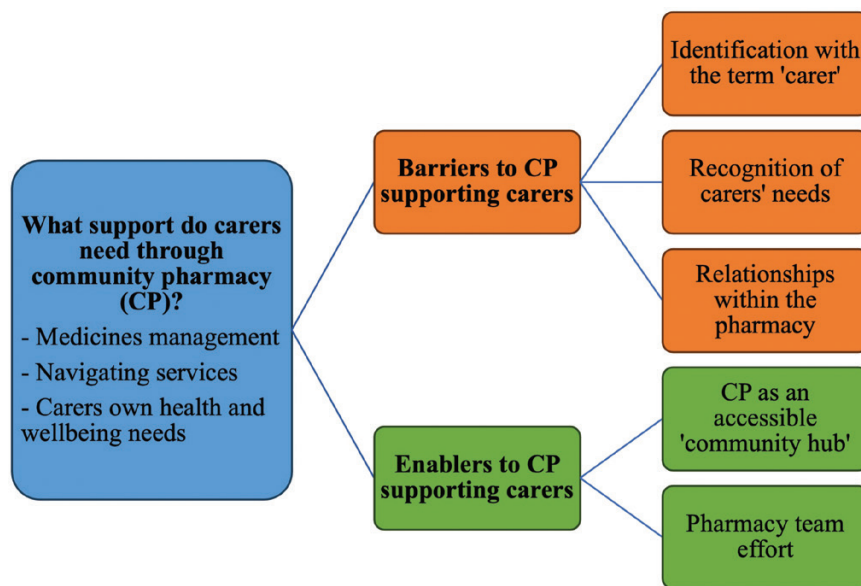 What support do carers
need through
community pharmacy
(CP)?
- Medicines management
- Navigating services
- Carers own health and
wellbeing needs
Barriers to CP
supporting carers
Identification with
the term 'carer'
Recognition of
carers' needs
Relationships
within the
pharmacy
Enablers to CP
supporting carers
CP as an
accessible
'community hub'
Pharmacy team
effort